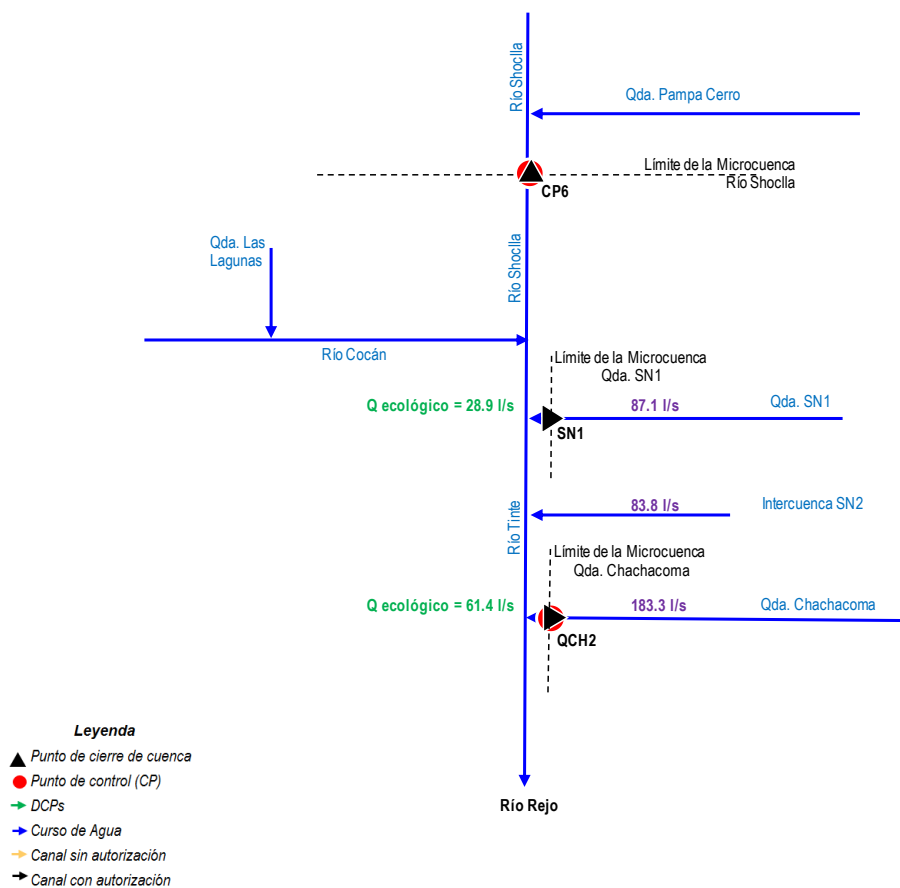 Río Shoclla
Qda. Pampa Cerro
Límite de la Microcuenca
Río Shoclla
CP6
Qda. Las
Lagunas
Río Shoclla
Río Cocán
Límite de la Microcuenca
Qda. SN1
Q ecológico = 28.9 l/s
87.1 l/s
Qda. SN1
SN1
83.8 l/s
Intercuenca SN2
Río Tinte
Límite de la Microcuenca
Qda. Chachacoma
Q ecológico = 61.4 l/s
183.3 l/s
Qda. Chachacoma
QCH2
Leyenda
Punto de cierre de cuenca
Punto de control (CP)
DCPs
Curso de Agua
Canal sin autorización
Canal con autorización
Río Rejo